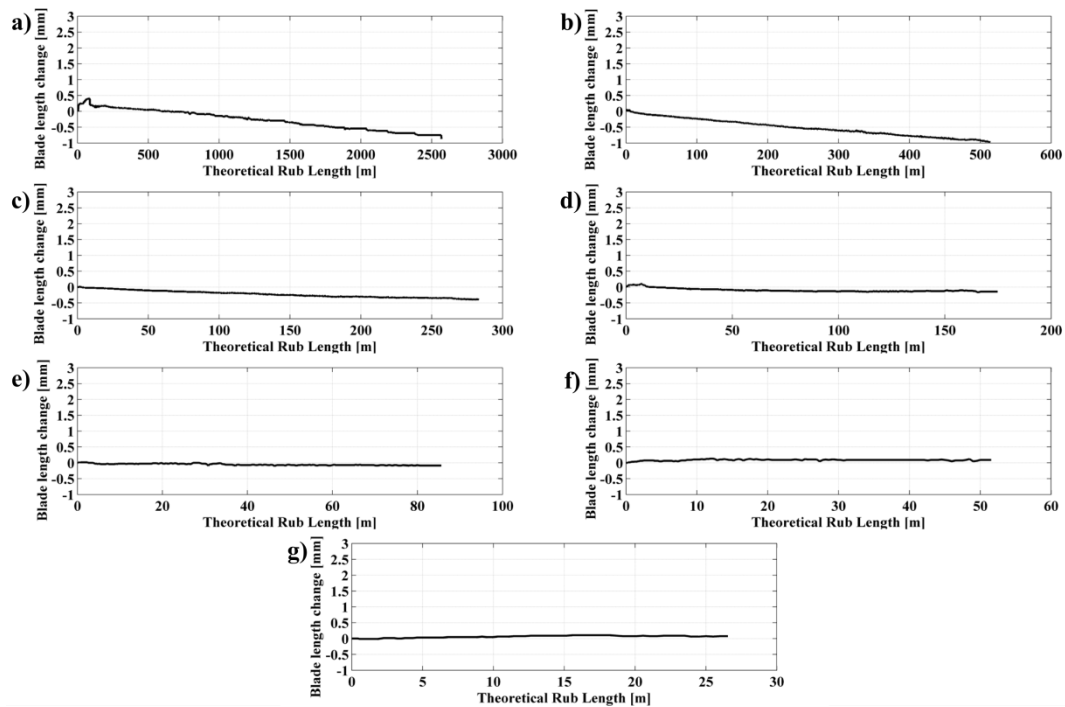 a)
Blade length change [mm]
3
2.5
2
1.5
1
0.5
0
-0.5
-1
0 500 1000 1500 2000 2500 3000
Theoretical Rub Length [m]
b)
Blade length change [mm]
3
2.5
2
1.5
1
0.5
0
-0.5
-1
0 100 200 300 400 500 600
Theoretical Rub Length [m]
c)
Blade length change [mm]
3
2.5
2
1.5
1
0.5
0
-0.5
-1
0 50 100 150 200 250 300
Theoretical Rub Length [m]
d)
Blade length change [mm]
3
2.5
2
1.5
1
0.5
0
-0.5
-1
0 50 100 150 200
Theoretical Rub Length [m]
e)
Blade length change [mm]
3
2.5
2
1.5
1
0.5
0
-0.5
-1
0 20 40 60 80 100
Theoretical Rub Length [m]
f)
Blade length change [mm]
3
2.5
2
1.5
1
0.5
0
-0.5
-1
0 10 20 30 40 50 60
Theoretical Rub Length [m]
g)
Blade length change [mm]
3
2.5
2
1.5
1
0.5
0
-0.5
-1
0 5 10 15 20 25 30
Theoretical Rub Length [m]